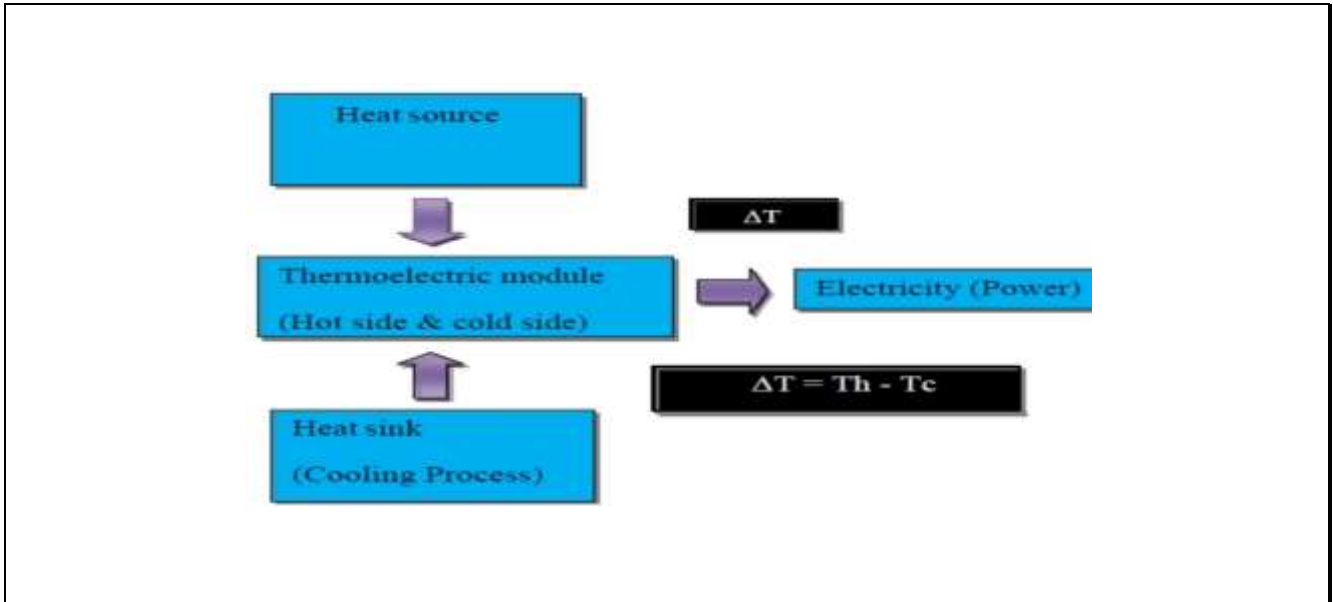 Heat source
ΔT
Thermoelectric module
(Hot side & cold side)
Electricity (Power)
ΔT = Th - Tc
Heat sink
(Cooling Process)